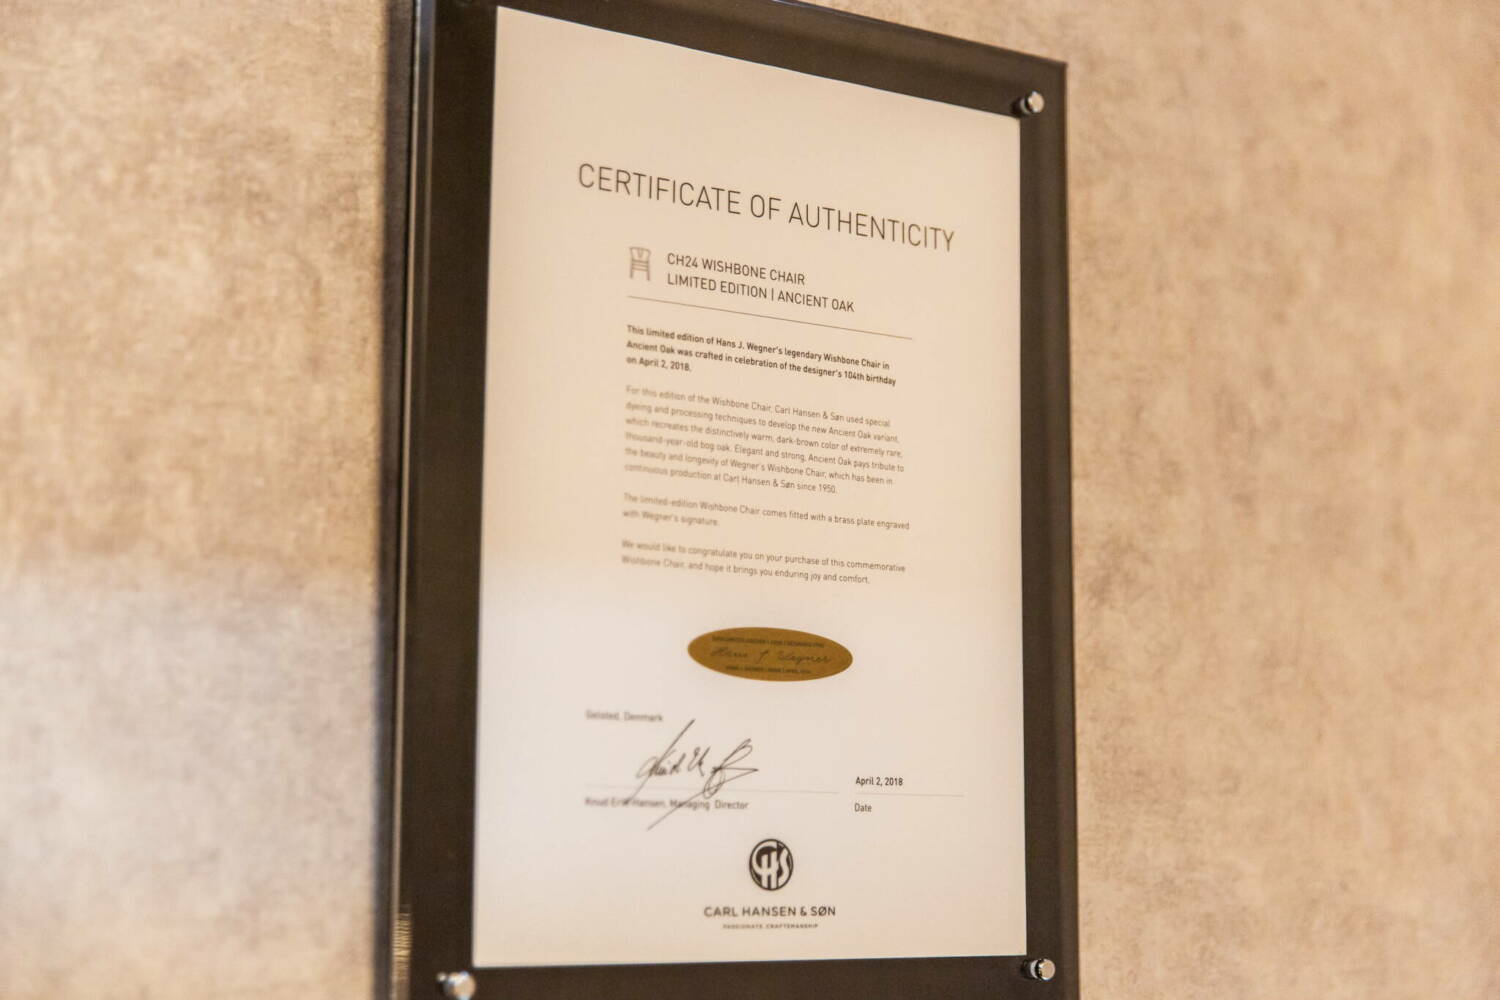 CERTIFICATE OF AUTHENTICITY
CH24 WISHBONE CHAIR
LIMITED EDITION | ANCIENT OAK
This limited edition of Hans J. Wegner's legendary Wishbone Chair in
Ancient Oak was crafted in celebration of the designer's 104th birthday
on April 2, 2018.
For this edition of the Wishbone Chair, Carl Hansen & Søn used special
dyeing and processing techniques to develop the new Ancient Oak variant,
which recreates the distinctively warm, dark-brown color of extremely rare,
thousand-year-old bog oak. Elegant and strong, Ancient Oak pays tribute to
the beauty and longevity of Wegner's Wishbone Chair, which has been in
continuous production at Carl Hansen & Søn since 1950.
The limited-edition Wishbone Chair comes fitted with a brass plate engraved
with Wegner's signature.
We would like to congratulate you on your purchase of this commemorative
Wishbone Chair, and hope it brings you enduring joy and comfort.
Hans J. Wegner
Gelsted, Denmark
April 2, 2018
Knud Erik Hansen, Managing Director
Date
CHS
CARL HANSEN & SØN
PASSIONATE CRAFTSMANSHIP